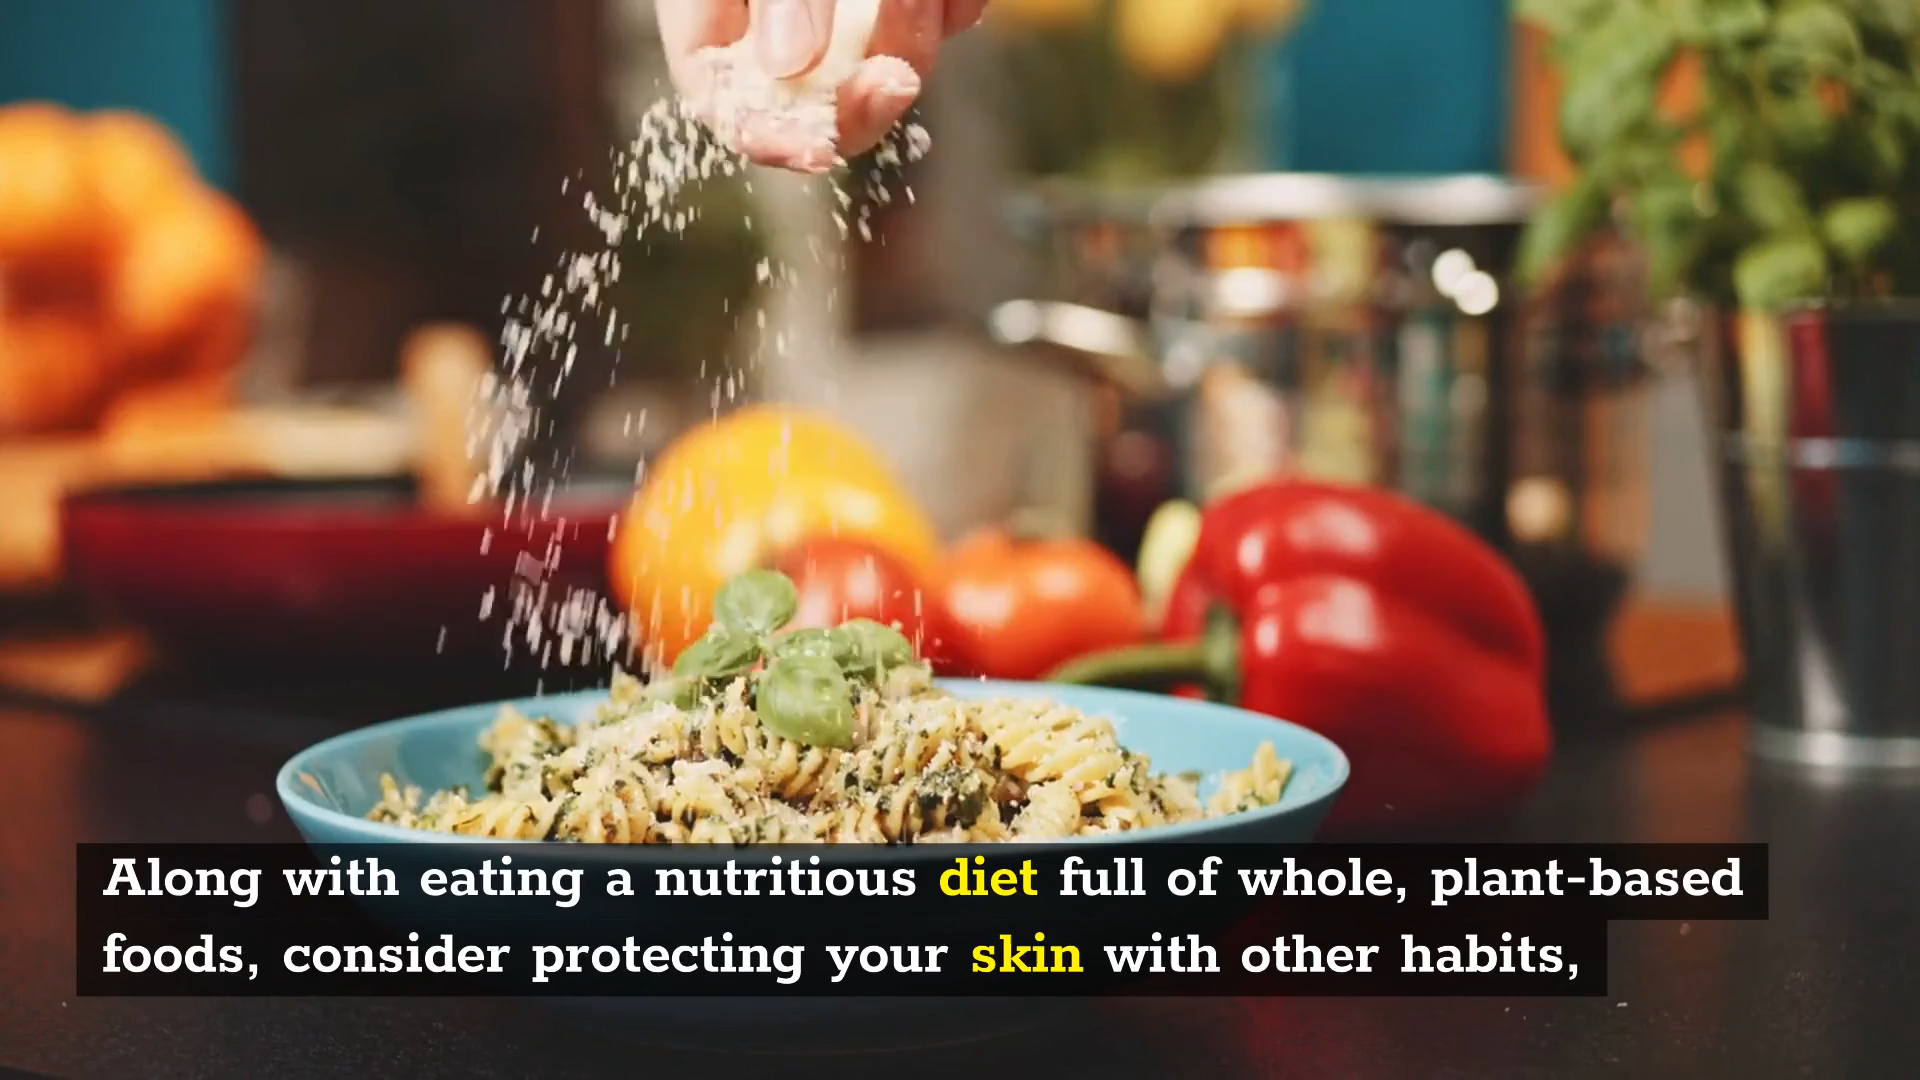 Along with eating a nutritious diet full of whole, plant-based
foods, consider protecting your skin with other habits,